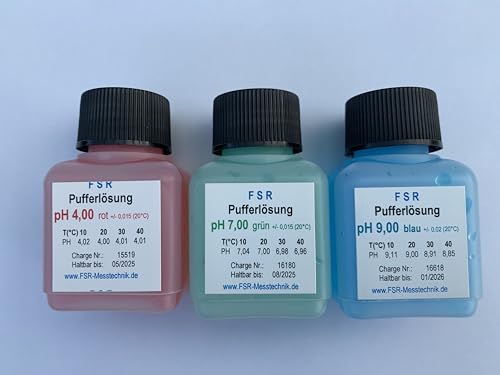 FSR
Pufferlösung
pH 4,00 rot +/- 0,015 (20°C)
T(°C) 10 20 30 40
PH 4,02 4,00 4,01 4,01
Charge Nr.: 15519
Haltbar bis: 05/2025
www.FSR-Messtechnik.de
FSR
Pufferlösung
pH 7,00 grün +/- 0,015 (20°C)
T(°C) 10 20 30 40
PH 7,04 7,00 6,98 6,96
Charge Nr.: 16180
Haltbar bis: 08/2025
www.FSR-Messtechnik.de
FSR
Pufferlösung
pH 9,00 blau +/- 0,02 (20°C)
T(°C) 10 20 30 40
PH 9,11 9,00 8,91 8,85
Charge Nr.: 16618
Haltbar bis: 01/2026
www.FSR-Messtechnik.de